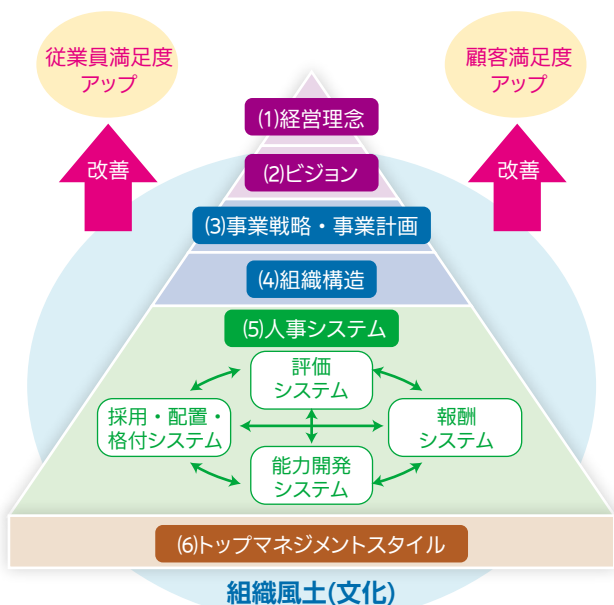 従業員満足度
アップ
顧客満足度
アップ
改善
改善
(1)経営理念
(2)ビジョン
(3)事業戦略・事業計画
(4)組織構造
(5)人事システム
評価
システム
採用・配置・
格付システム
報酬
システム
能力開発
システム
(6)トップマネジメントスタイル
組織風土(文化)